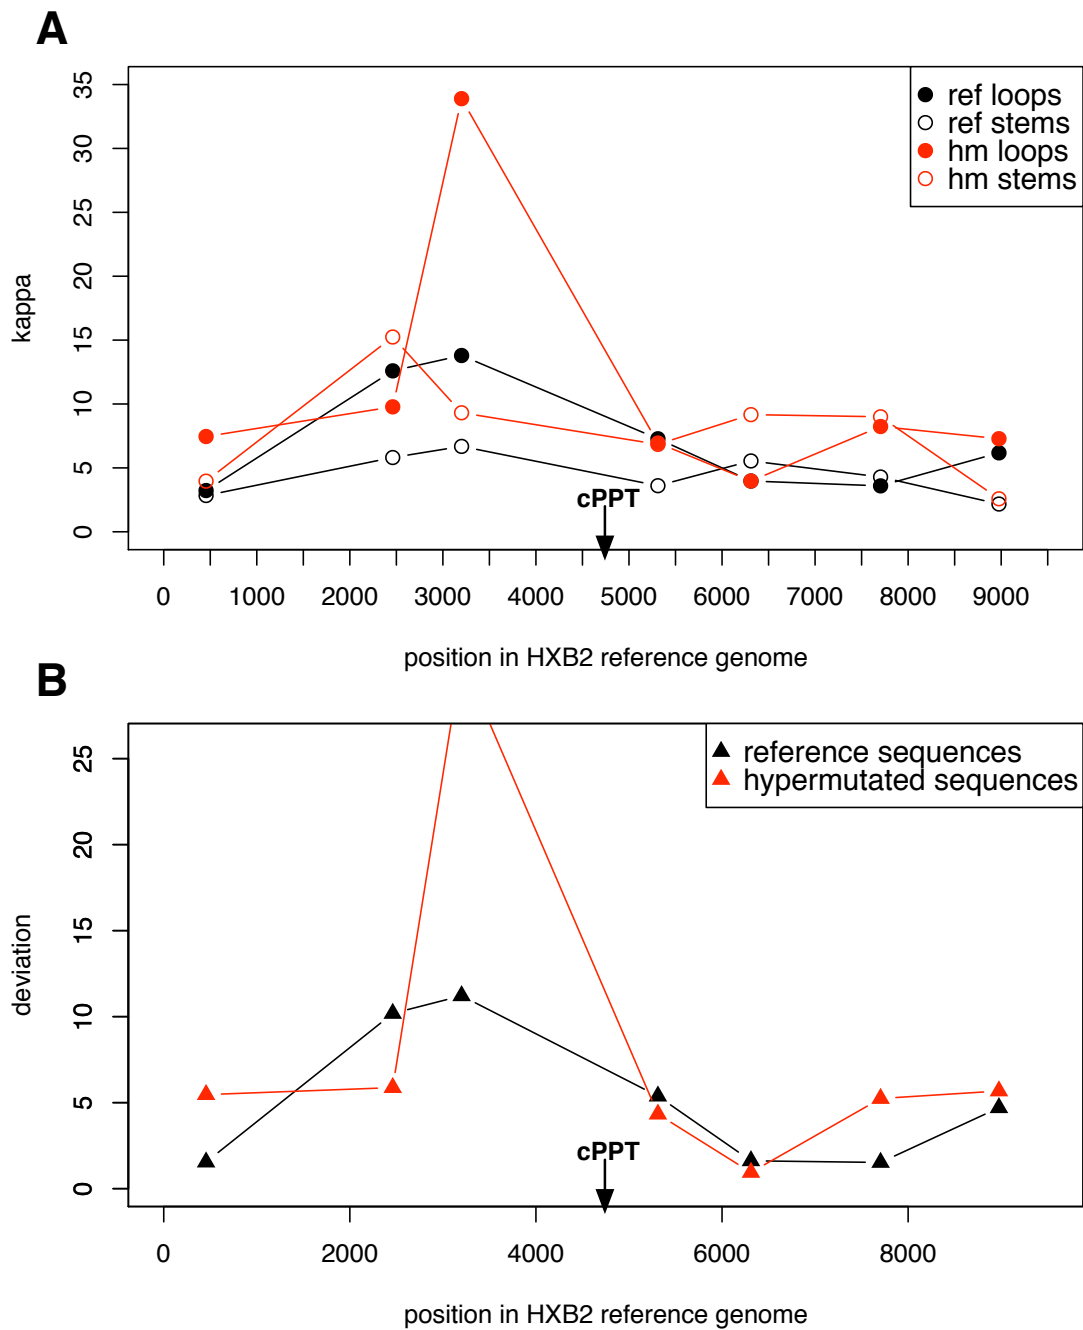 A
35
30
25
20
15
10
5
0
kappa
ref loops
ref stems
hm loops
hm stems
cPPT
0 1000 2000 3000 4000 5000 6000 7000 8000 9000
position in HXB2 reference genome
B
25
20
15
10
5
0
deviation
reference sequences
hypermutated sequences
cPPT
0 2000 4000 6000 8000
position in HXB2 reference genome